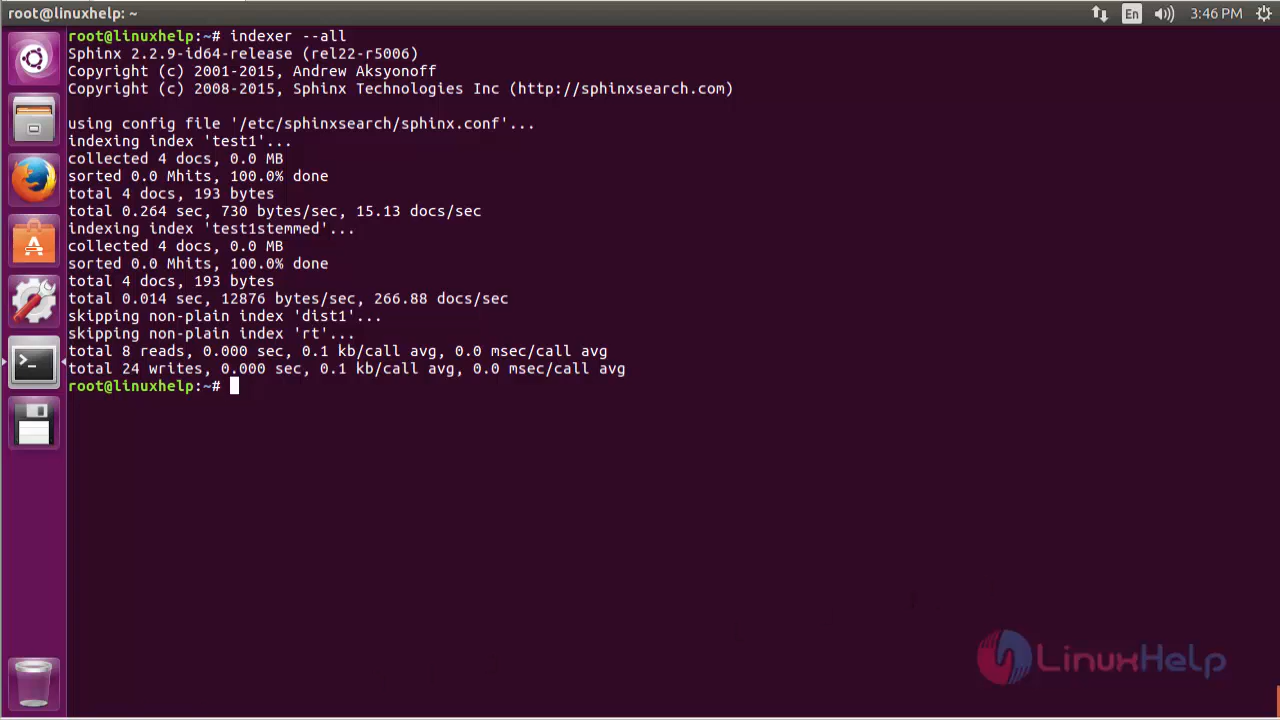 root@linuxhelp: ~
En
3:46 PM
root@linuxhelp:~# indexer --all
Sphinx 2.2.9-id64-release (rel22-r5006)
Copyright (c) 2001-2015, Andrew Aksyonoff
Copyright (c) 2008-2015, Sphinx Technologies Inc (http://sphinxsearch.com)
using config file '/etc/sphinxsearch/sphinx.conf'...
indexing index 'test1'...
collected 4 docs, 0.0 MB
sorted 0.0 Mhits, 100.0% done
total 4 docs, 193 bytes
total 0.264 sec, 730 bytes/sec, 15.13 docs/sec
indexing index 'test1stemmed'...
collected 4 docs, 0.0 MB
sorted 0.0 Mhits, 100.0% done
total 4 docs, 193 bytes
total 0.014 sec, 12876 bytes/sec, 266.88 docs/sec
skipping non-plain index 'dist1'...
skipping non-plain index 'rt'...
total 8 reads, 0.000 sec, 0.1 kb/call avg, 0.0 msec/call avg
total 24 writes, 0.000 sec, 0.1 kb/call avg, 0.0 msec/call avg
root@linuxhelp:~#
LinuxHelp